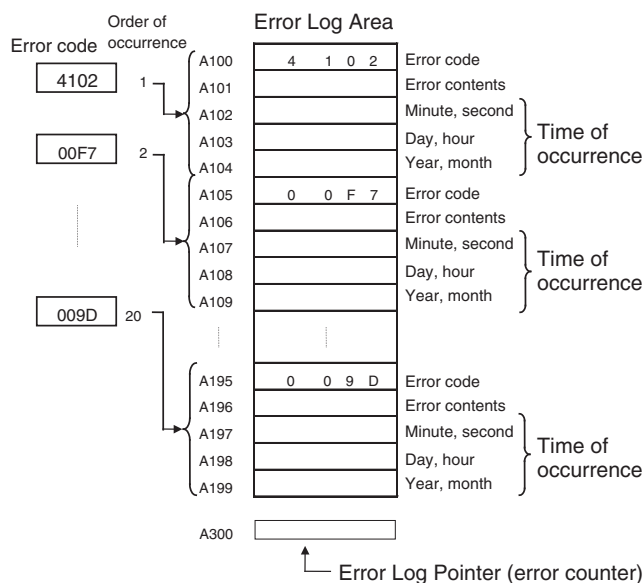 Error Log Area
Order of
occurrence
Error code
4102 1
A100 4 1 0 2 Error code
A101 Error contents
A102 Minute, second
A103 Day, hour
A104 Year, month
Time of
occurrence
00F7 2
A105 0 0 F 7 Error code
A106 Error contents
A107 Minute, second
A108 Day, hour
A109 Year, month
Time of
occurrence
009D 20
A195 0 0 9 D Error code
A196 Error contents
A197 Minute, second
A198 Day, hour
A199 Year, month
Time of
occurrence
A300
Error Log Pointer (error counter)